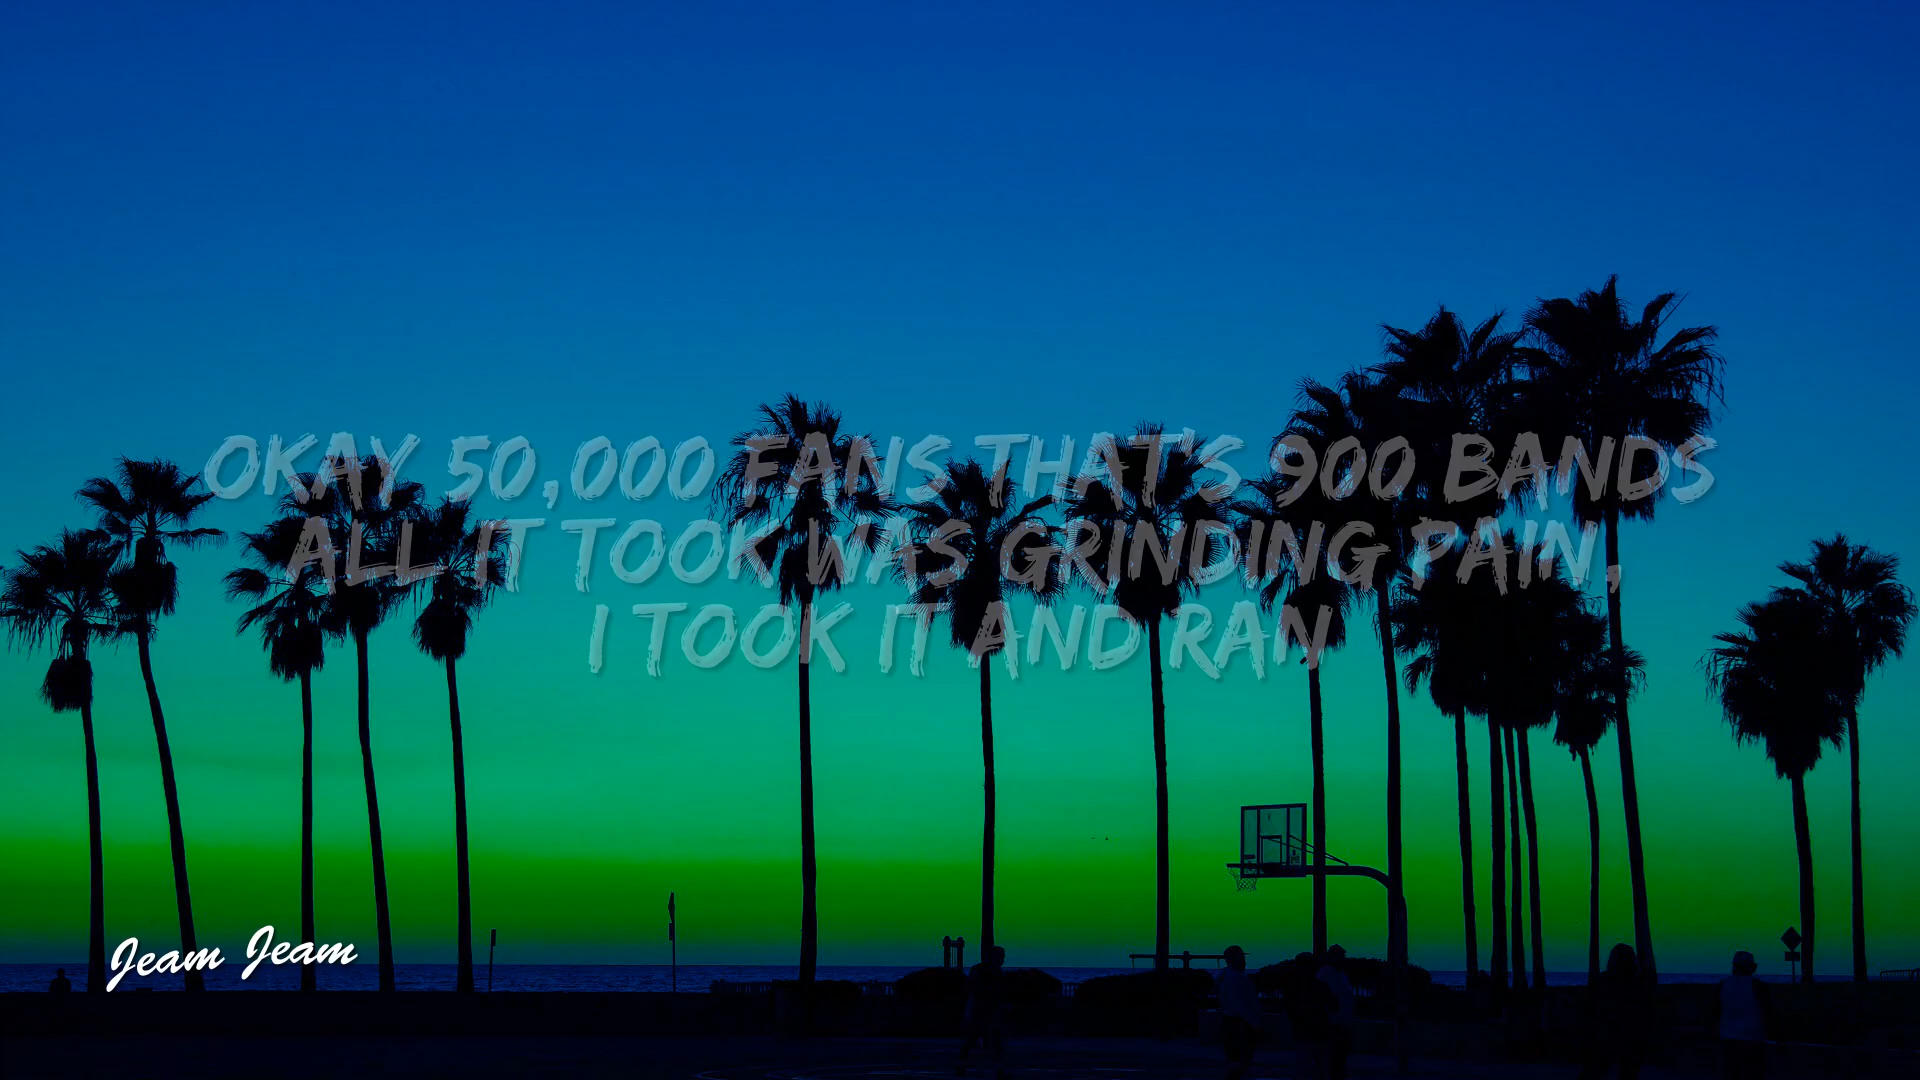 OKAY 50,000 FANS THAT'S 900 BANDS
ALL IT TOOK WAS GRINDING PAIN,
I TOOK IT AND RAN
Jeam Jeam